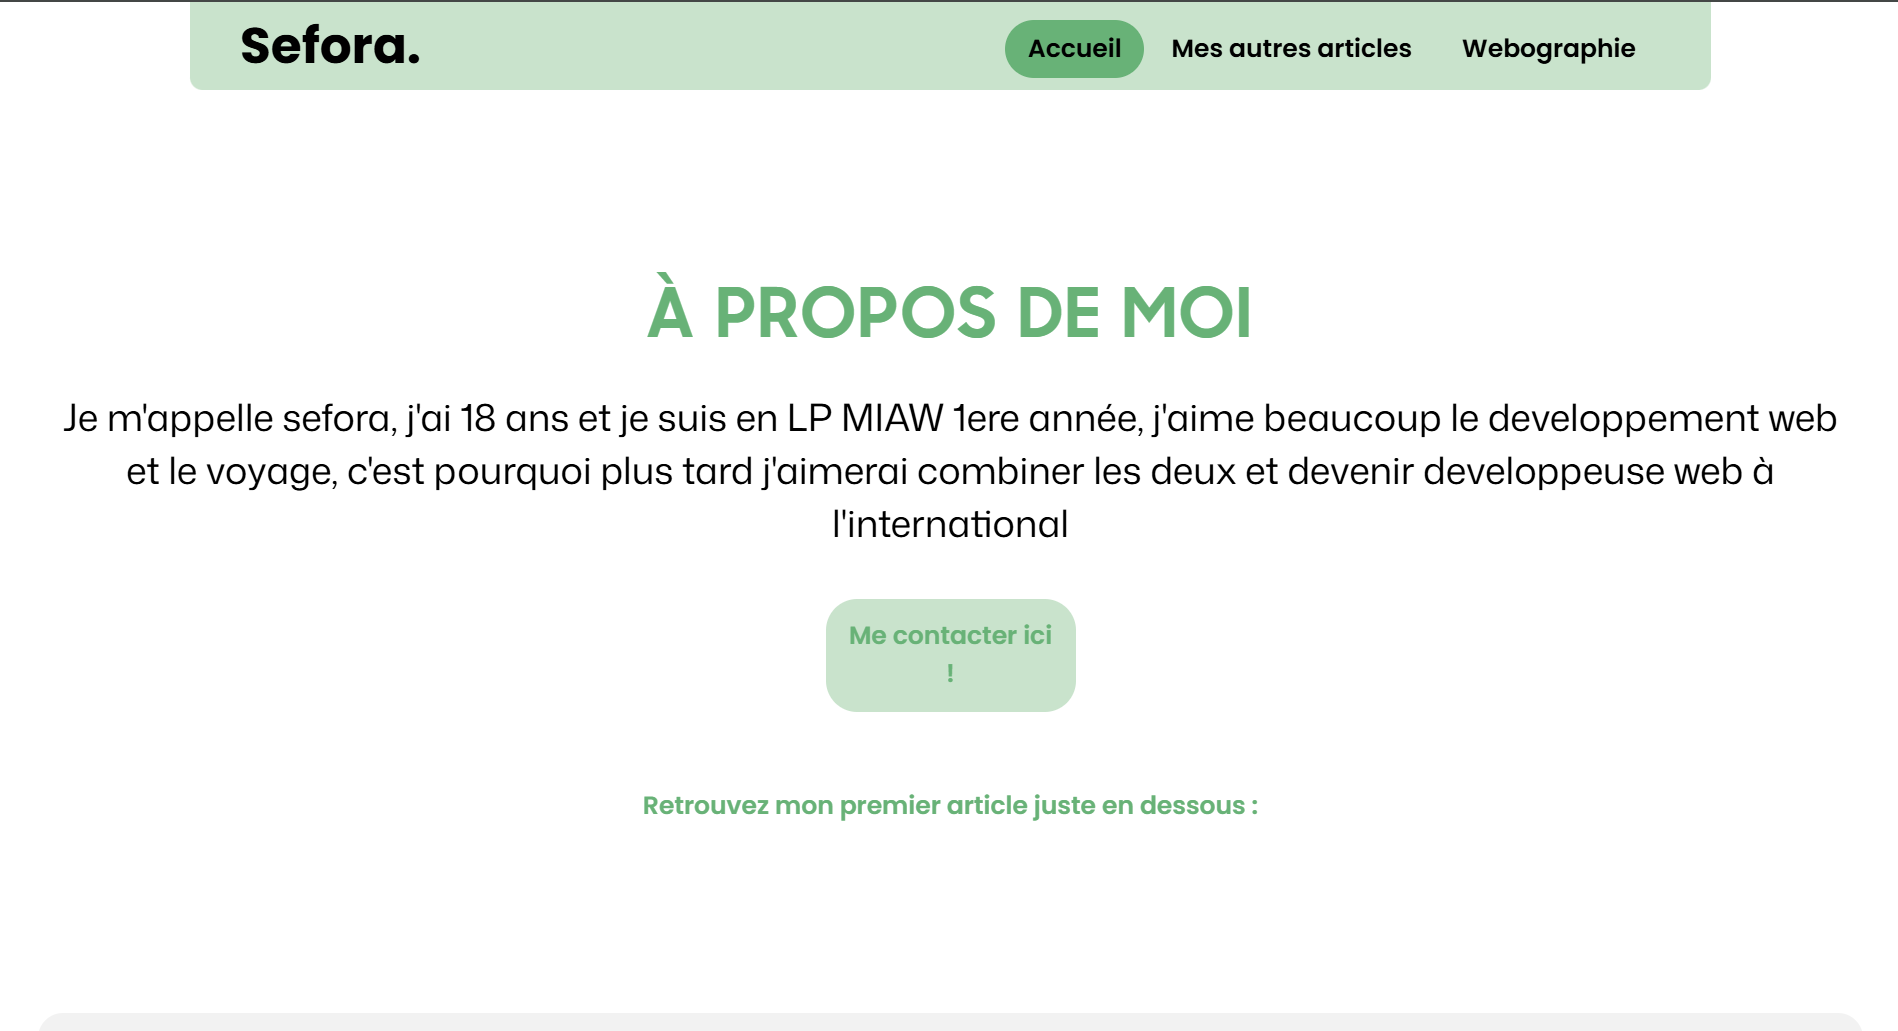 Sefora.
Accueil
Mes autres articles
Webographie
À PROPOS DE MOI
Je m'appelle sefora, j'ai 18 ans et je suis en LP MIAW 1ere année, j'aime beaucoup le developpement web
et le voyage, c'est pourquoi plus tard j'aimerai combiner les deux et devenir developpeuse web à
l'international
Me contacter ici
!
Retrouvez mon premier article juste en dessous :